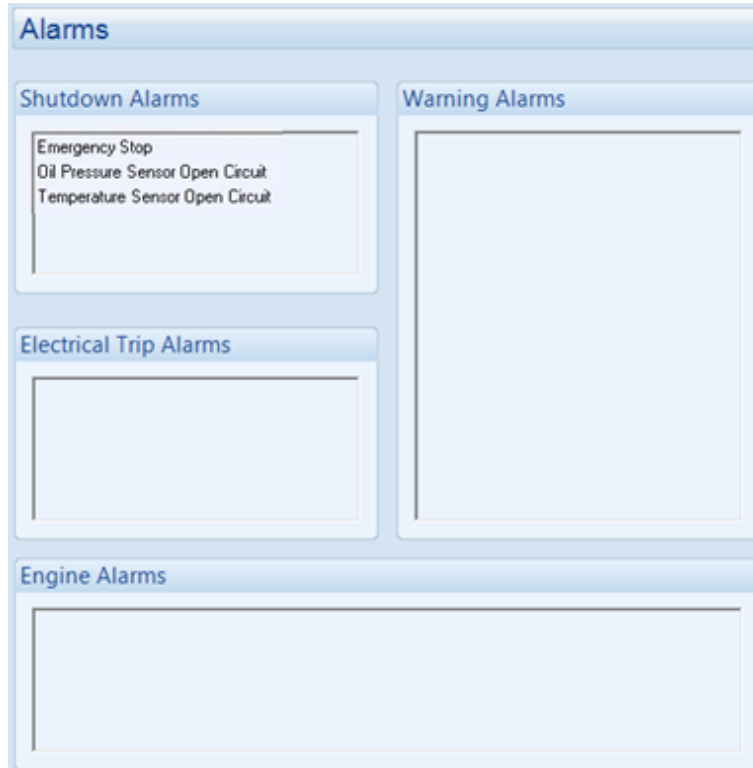 Alarms
Shutdown Alarms
Warning Alarms
Emergency Stop
Oil Pressure Sensor Open Circuit
Temperature Sensor Open Circuit
Electrical Trip Alarms
Engine Alarms